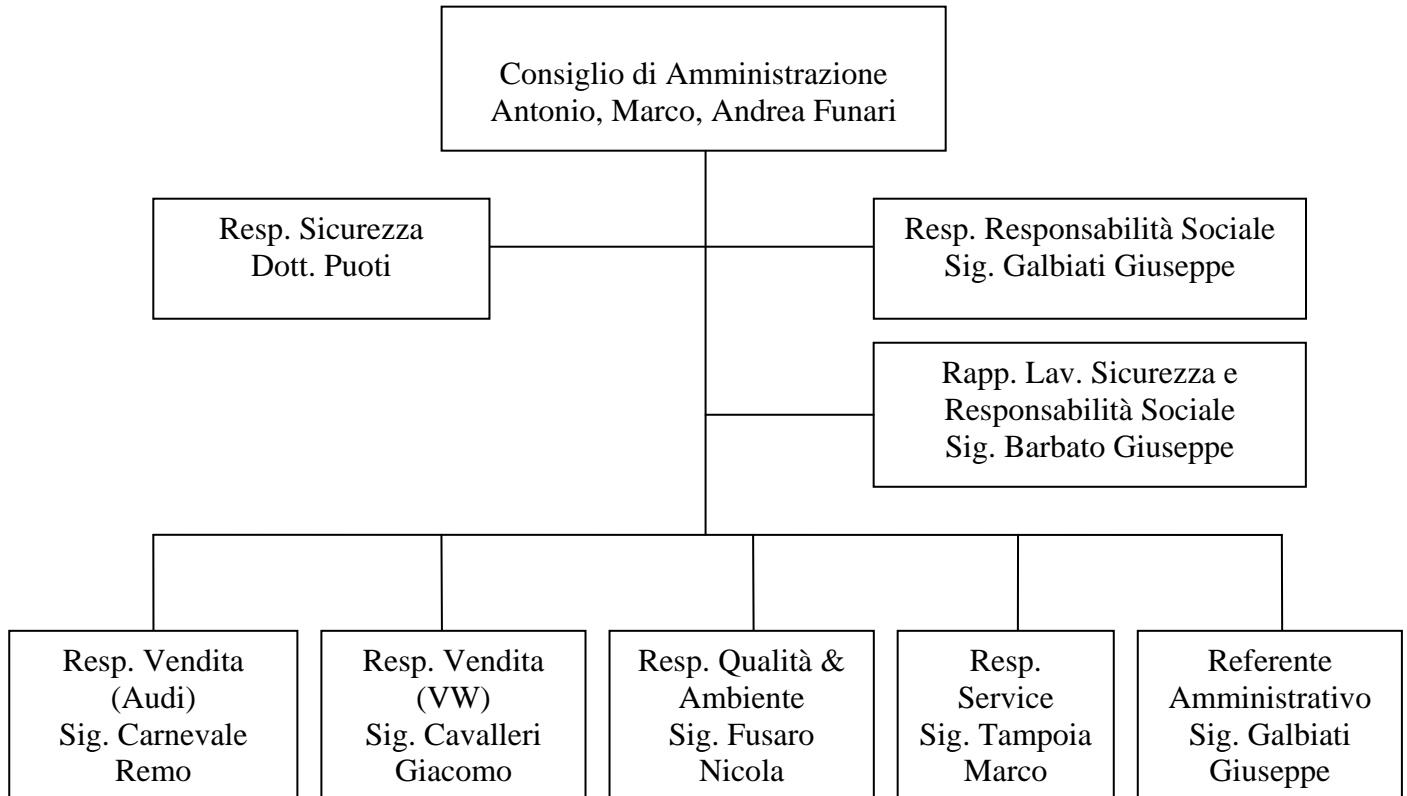 Consiglio di Amministrazione
Antonio, Marco, Andrea Funari
Resp. Sicurezza
Dott. Puoti
Resp. Responsabilità Sociale
Sig. Galbiati Giuseppe
Rapp. Lav. Sicurezza e
Responsabilità Sociale
Sig. Barbato Giuseppe
Resp. Vendita
(Audi)
Sig. Carnevale
Remo
Resp. Vendita
(VW)
Sig. Cavalleri
Giacomo
Resp. Qualità &
Ambiente
Sig. Fusaro
Nicola
Resp.
Service
Sig. Tampoia
Marco
Referente
Amministrativo
Sig. Galbiati
Giuseppe